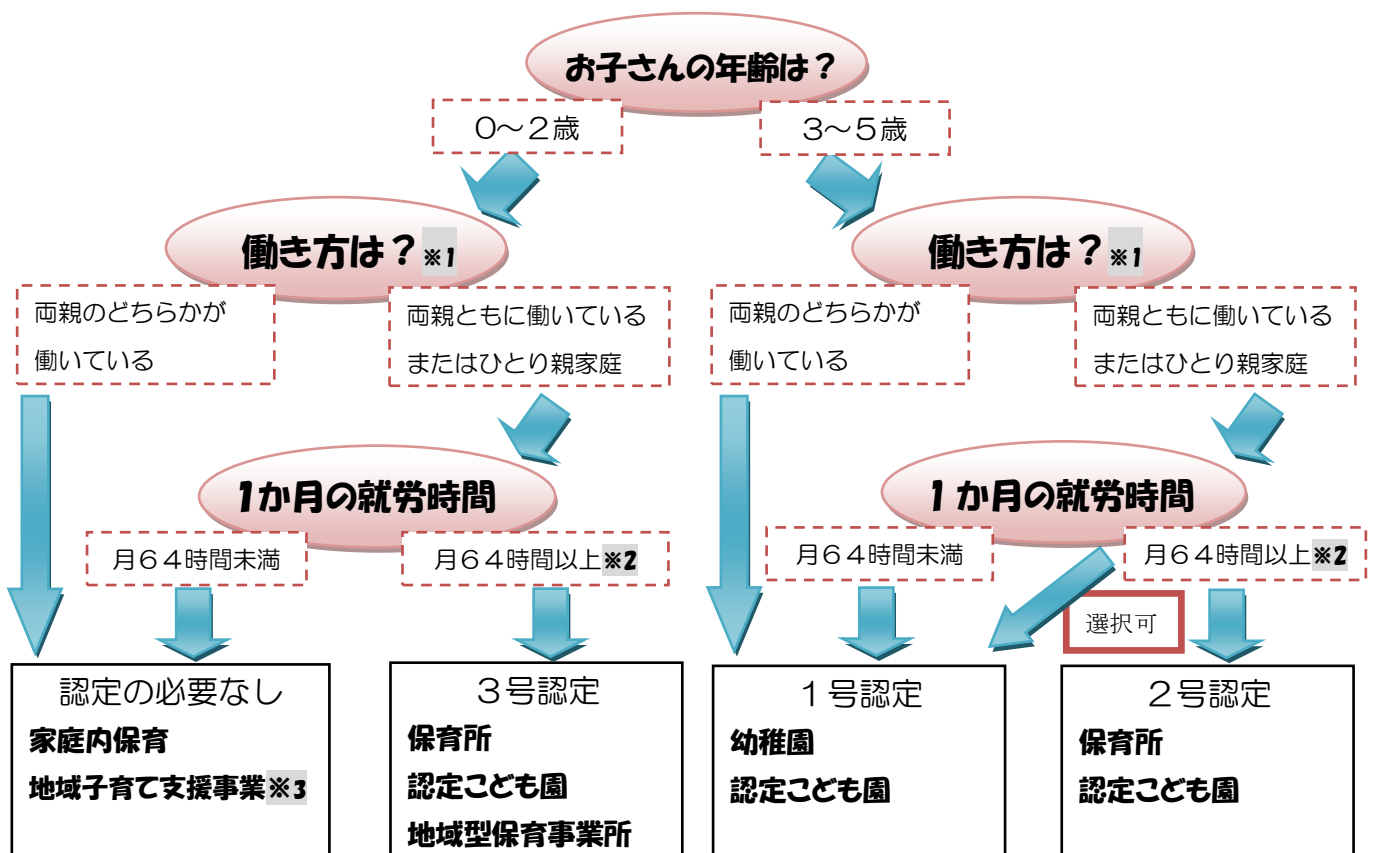 お子さんの年齢は？
０～２歳
３～５歳
働き方は？※1
働き方は？※1
両親のどちらかが
働いている
両親ともに働いている
またはひとり親家庭
両親のどちらかが
働いている
両親ともに働いている
またはひとり親家庭
1か月の就労時間
1か月の就労時間
月６４時間未満
月６４時間以上※2
月６４時間未満
月６４時間以上※2
選択可
認定の必要なし
家庭内保育
地域子育て支援事業※3
３号認定
保育所
認定こども園
地域型保育事業所
１号認定
幼稚園
認定こども園
２号認定
保育所
認定こども園